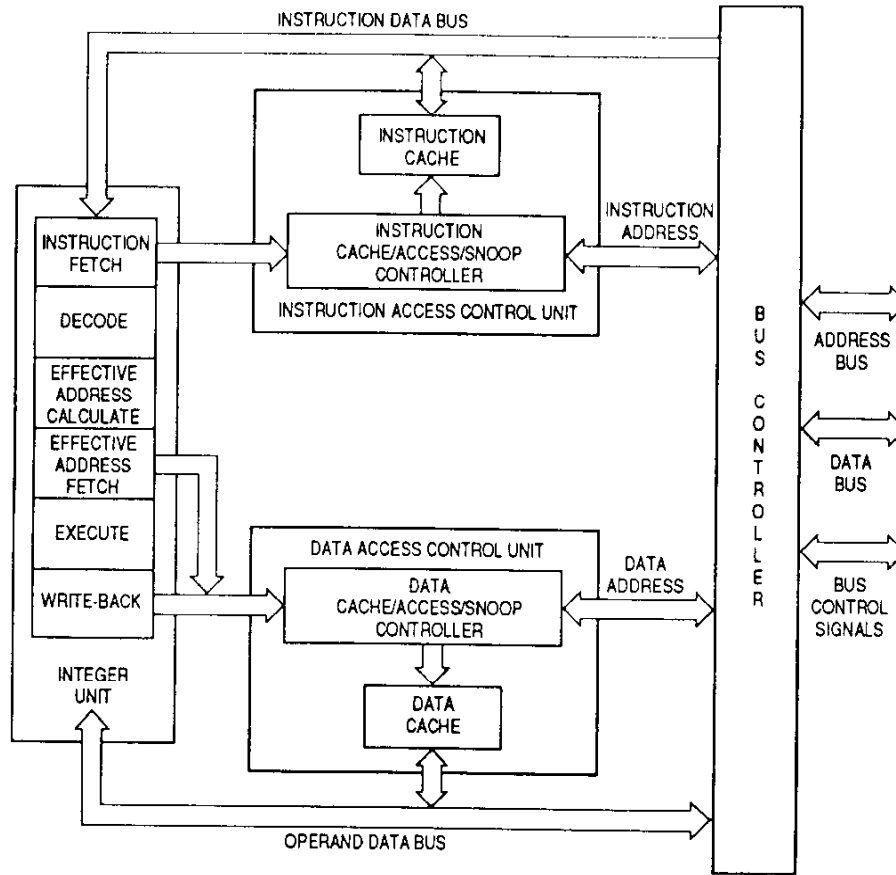 INSTRUCTION DATA BUS
INSTRUCTION
CACHE
INSTRUCTION
CACHE/ACCESS/SNOOP
CONTROLLER
INSTRUCTION ACCESS CONTROL UNIT
INSTRUCTION
ADDRESS
INSTRUCTION
FETCH
DECODE
EFFECTIVE
ADDRESS
CALCULATE
EFFECTIVE
ADDRESS
FETCH
EXECUTE
WRITE-BACK
INTEGER
UNIT
DATA ACCESS CONTROL UNIT
DATA
CACHE/ACCESS/SNOOP
CONTROLLER
DATA
CACHE
DATA
ADDRESS
OPERAND DATA BUS
BUS CONTROLLER
ADDRESS
BUS
DATA
BUS
BUS
CONTROL
SIGNALS